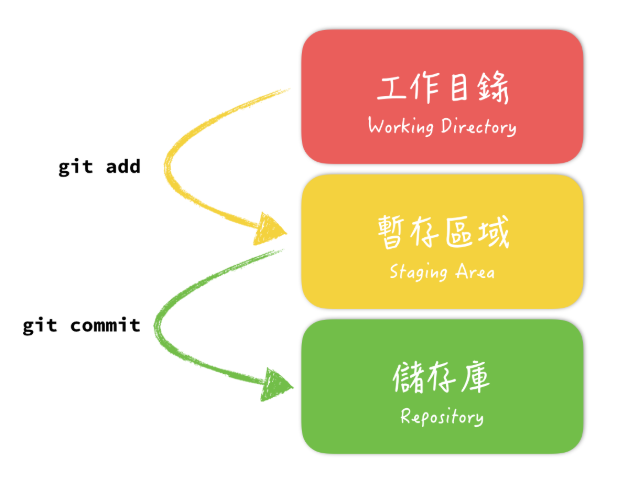 工作目錄
Working Directory
git add
暫存區域
Staging Area
git commit
儲存庫
Repository